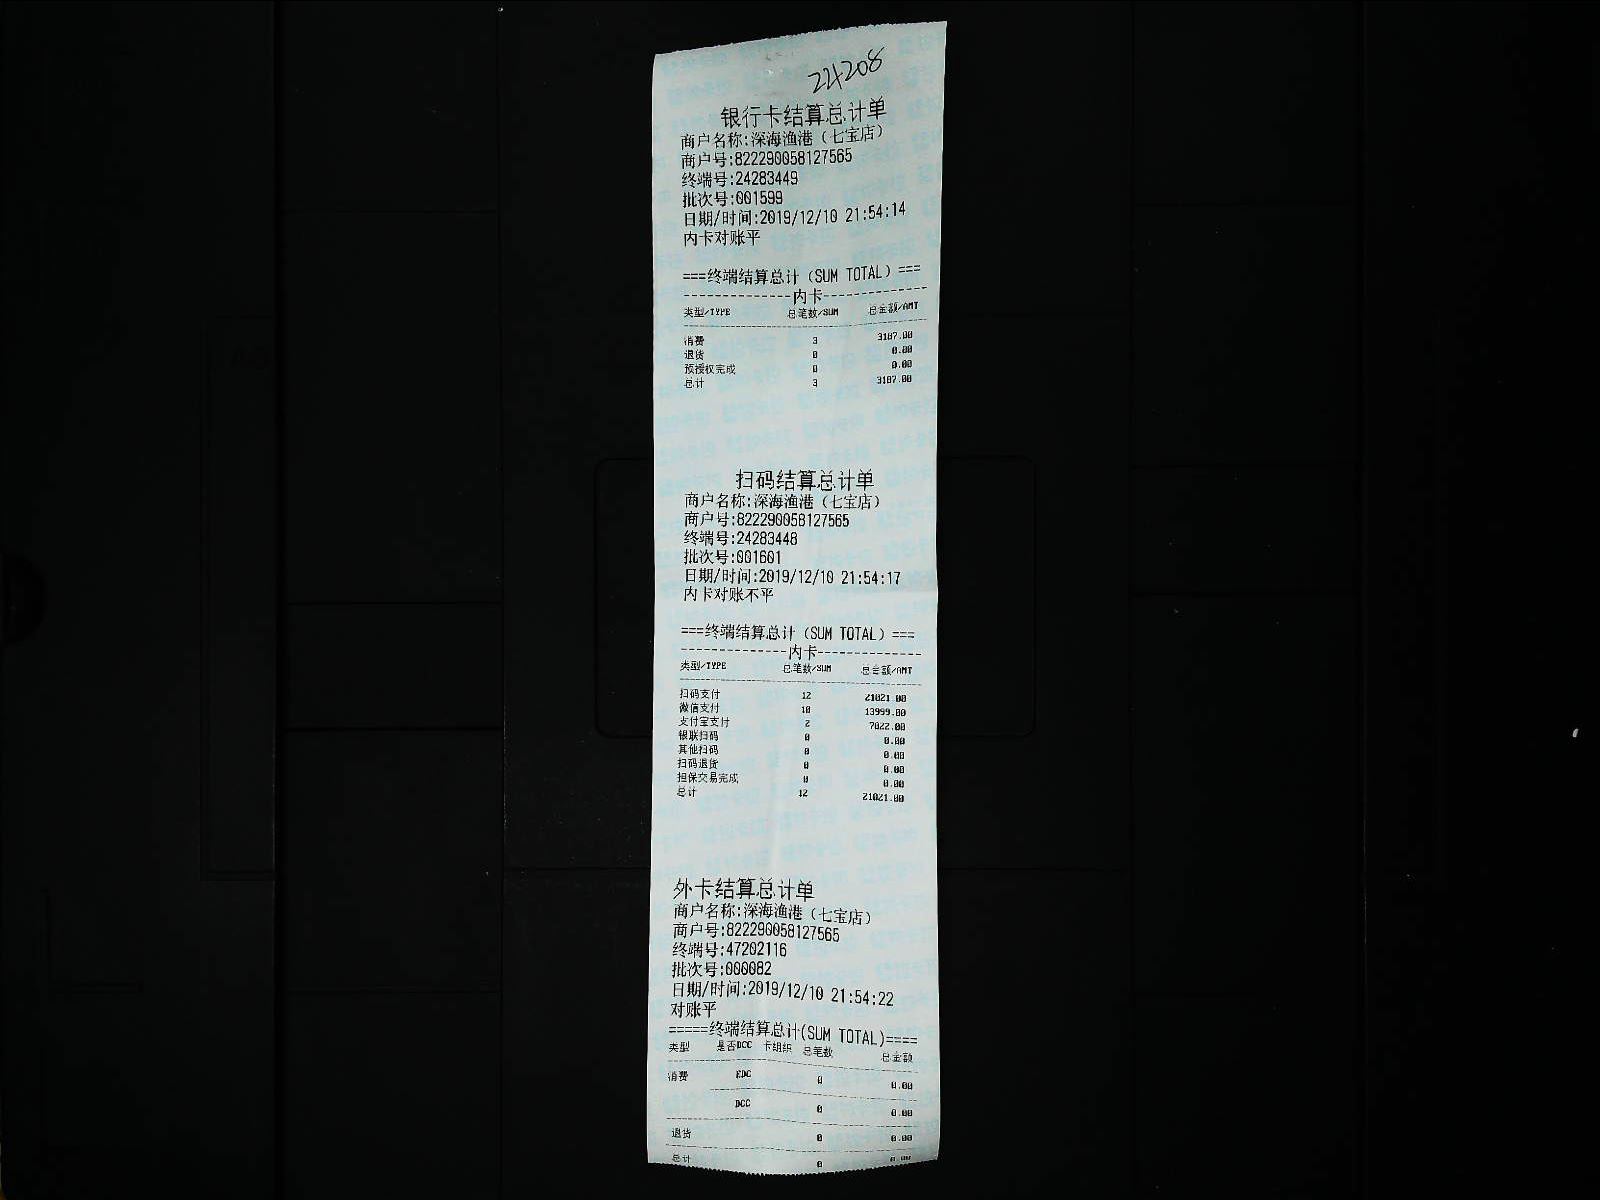 24208
银行卡结算总计单
商户名称:深海渔港（七宝店）
商户号:822290058127565
终端号:24283449
批次号:001599
日期/时间:2019/12/10 21:54:14
内卡对账平
===终端结算总计（SUM TOTAL）===
--------------内卡--------------
类型/TYPE 总笔数/SUM 总金额/AMT
消费 3 3187.00
退货 0 0.00
预授权完成 0 0.00
总计 3 3187.00
扫码结算总计单
商户名称:深海渔港（七宝店）
商户号:822290058127565
终端号:24283448
批次号:001601
日期/时间:2019/12/10 21:54:17
内卡对账不平
===终端结算总计（SUM TOTAL）===
--------------内卡--------------
类型/TYPE 总笔数/SUM 总金额/AMT
扫码支付 12 21021.00
微信支付 10 13999.00
支付宝支付 2 7022.00
银联扫码 0 0.00
其他扫码 0 0.00
扫码退货 0 0.00
担保交易完成 0 0.00
总计 12 21021.00
外卡结算总计单
商户名称:深海渔港（七宝店）
商户号:822290058127565
终端号:47202116
批次号:000082
日期/时间:2019/12/10 21:54:22
对账平
=====终端结算总计(SUM TOTAL)====
类型 是否DCC 卡组织 总笔数 总金额
消费 EDC 0 0.00
DCC 0 0.00
退货 0 0.00
总计 0 0.00